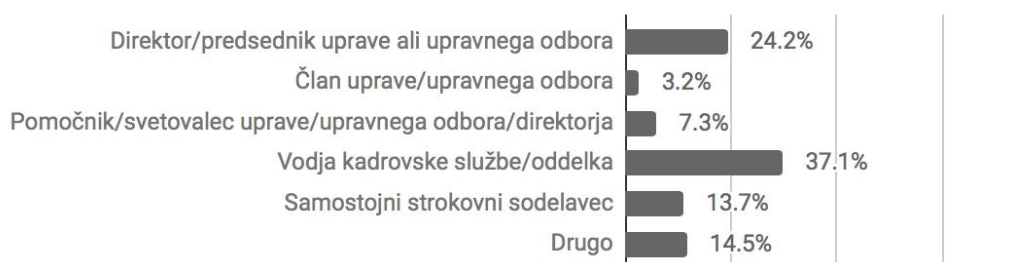 Direktor/predsednik uprave ali upravnega odbora 24.2%
Član uprave/upravnega odbora 3.2%
Pomočnik/svetovalec uprave/upravnega odbora/direktorja 7.3%
Vodja kadrovske službe/oddelka 37.1%
Samostojni strokovni sodelavec 13.7%
Drugo 14.5%